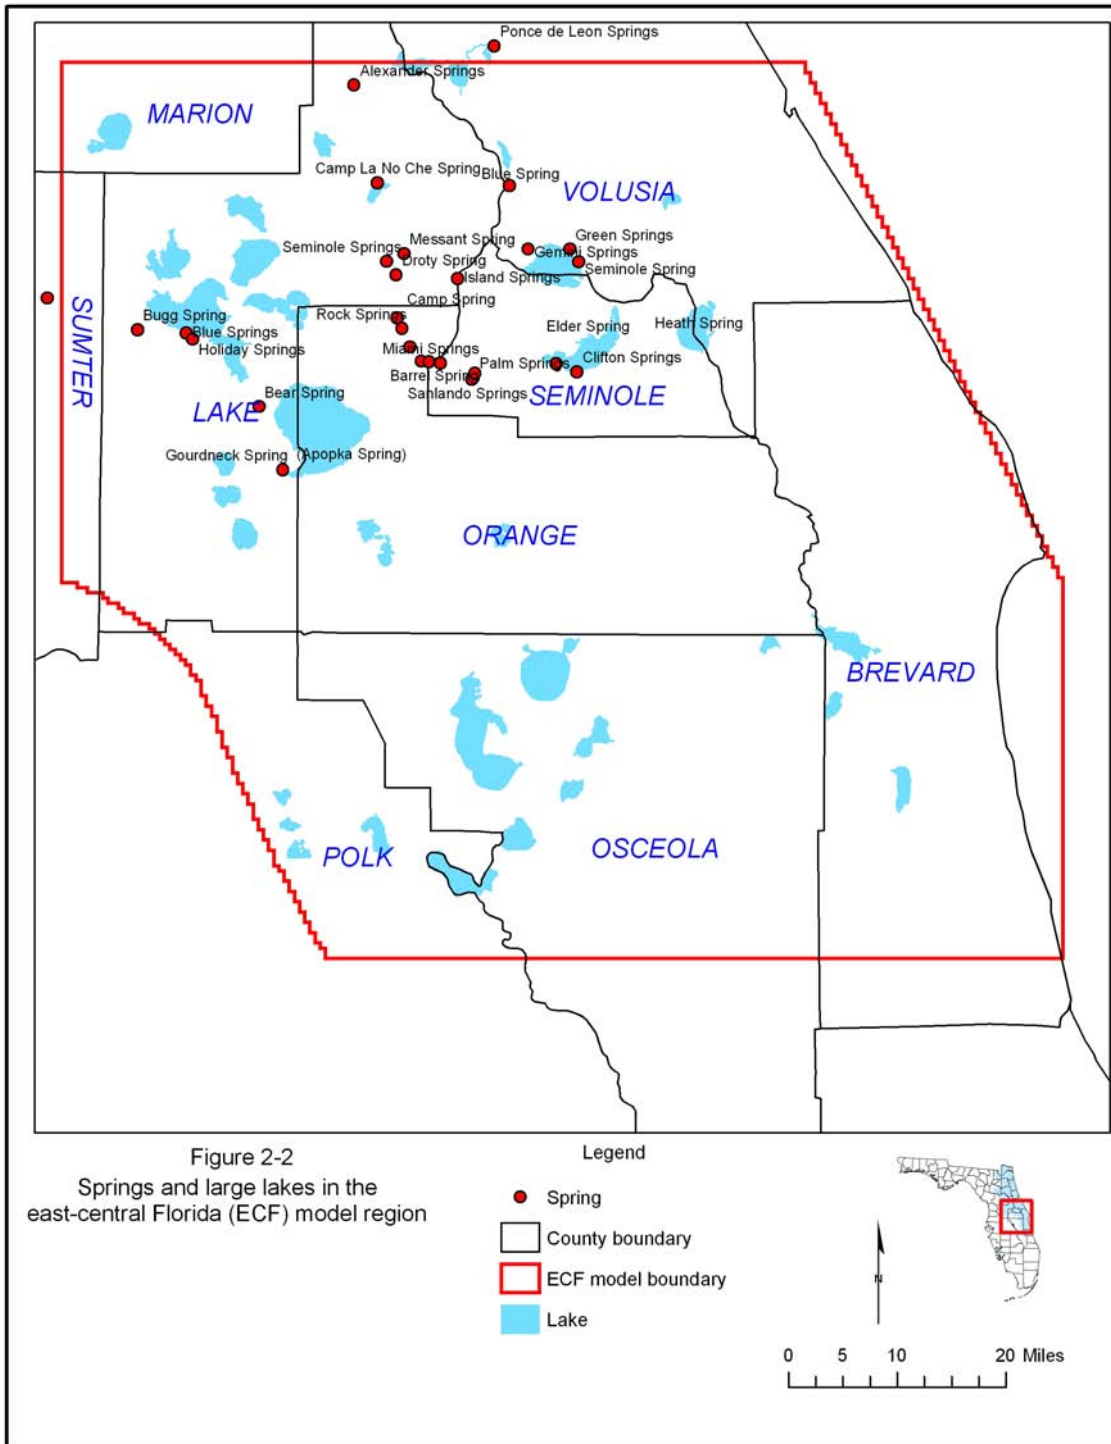 Ponce de Leon Springs
Alexander Springs
MARION
Camp La No Che Spring
Blue Spring
VOLUSIA
Messant Spring
Green Springs
Seminole Springs
Gemini Springs
Droty Spring
Seminole Spring
Island Springs
Camp Spring
SUMTER
Bugg Spring
Rock Springs
Elder Spring
Heath Spring
Blue Springs
Holiday Springs
Miami Springs
Clifton Springs
Palm Springs
Barrel Spring
Sanlando Springs
SEMINOLE
Bear Spring
LAKE
Gourdneck Spring (Apopka Spring)
ORANGE
BREVARD
OSCEOLA
POLK
Figure 2-2
Springs and large lakes in the
east-central Florida (ECF) model region
Legend
Spring
County boundary
ECF model boundary
Lake
N
0 5 10 20 Miles